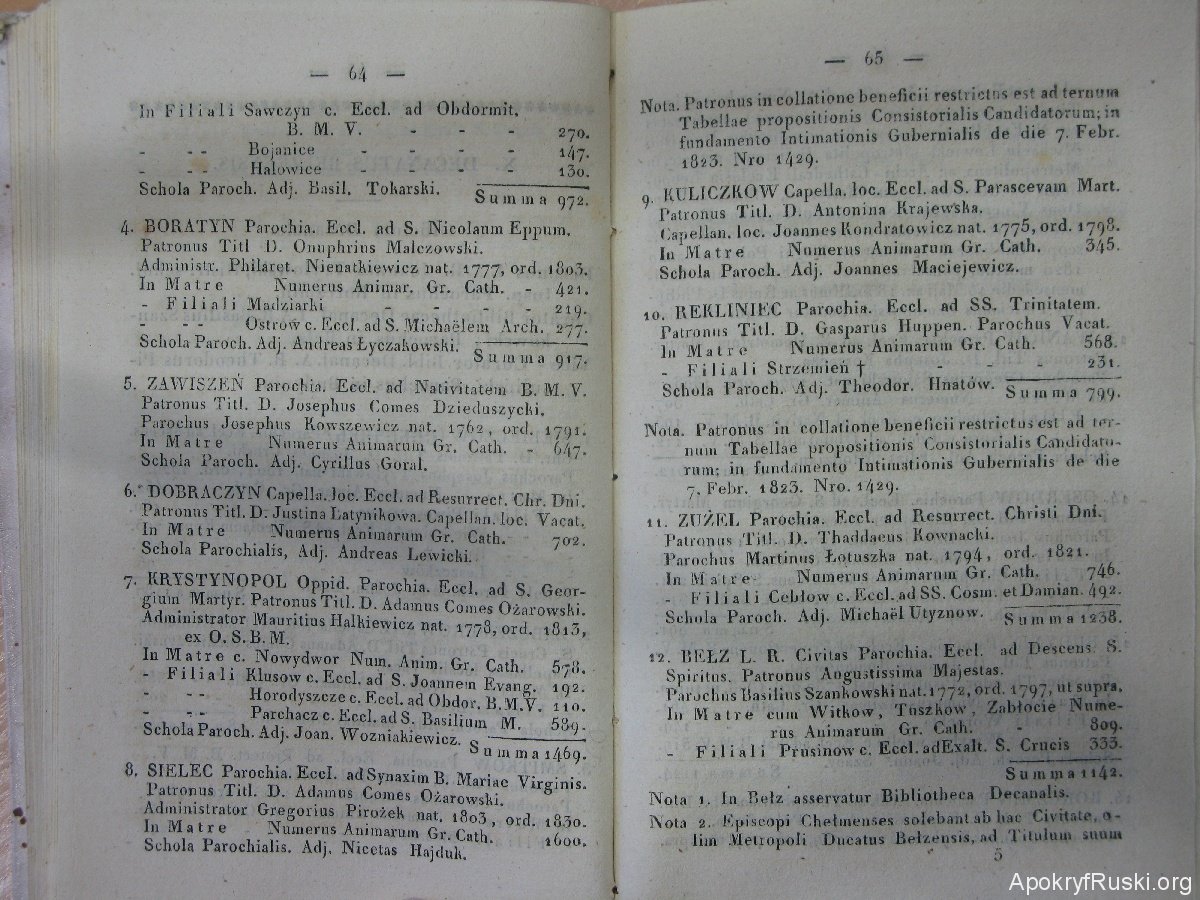 — 64 —
In Filiali Sawczyn c. Eccl. ad Obdormit.
B. M. V. - - - 270.
- - - Bojanice - - - - 147.
- - - Halowice - - - - 130.
Schola Paroch. Adj. Basil. Tokarski. Summa 972.
4. BORATYN Parochia. Eccl. ad S. Nicolaum Eppum.
Patronus Titl D. Onuphrius Malczowski.
Administr. Philaret. Nienatkiewicz nat. 1777, ord. 1803.
In Matre Numerus Animar. Gr. Cath. - 421.
- Filiali Madziarki - - - - 219.
- - - Ostrow c. Eccl. ad S. Michaëlem Arch. 277.
Schola Paroch. Adj. Andreas Łyczakowski. Summa 917.
5. ZAWISZEŃ Parochia. Eccl. ad Nativitatem B. M. V.
Patronus Titl. D. Josephus Comes Dzieduszycki.
Parochus Josephus Kowszewicz nat. 1762, ord. 1791.
In Matre Numerus Animarum Gr. Cath. - 647.
Schola Paroch. Adj. Cyrillus Goral.
6. DOBRACZYN Capella. loc. Eccl. ad Resurrect. Chr. Dni.
Patronus Titl. D. Justina Latynikowa. Capellan. loc. Vacat.
In Matre Numerus Animarum Gr. Cath. - 702.
Schola Parochialis, Adj. Andreas Lewicki.
7. KRYSTYNOPOL Oppid. Parochia. Eccl. ad S. Geor-
gium Martyr. Patronus Titl. D. Adamus Comes Ożarowski.
Administrator Mauritius Halkiewicz nat. 1778, ord. 1813,
ex O. S. B. M.
In Matre c. Nowydwor Num. Anim. Gr. Cath. 578.
- Filiali Klusow c. Eccl. ad S. Joannem Evang. 192.
- - - Horodyszcze c. Eccl. ad Obdor. B. M. V. 110.
- - - Parchacz c. Eccl. ad S. Basilium M. 589.
Schola Paroch. Adj. Joan. Wozniakiewicz. Summa 1469.
8. SIELEC Parochia. Eccl. ad Synaxim B. Mariae Virginis.
Patronus Titl. D. Adamus Comes Ożarowski.
Administrator Gregorius Pirożek nat. 1803, ord. 1830.
In Matre Numerus Animarum Gr. Cath. 1600.
Schola Parochialis. Adj. Nicetas Hajduk.
— 65 —
Nota. Patronus in collatione beneficii restrictus est ad ternum
Tabellae propositionis Consistorialis Candidatorum; in
fundamento Intimationis Gubernialis de die 7. Febr.
1823. Nro 1429.
9. KULICZKOW Capella. loc. Eccl. ad S. Parascevam Mart.
Patronus Titl. D. Antonina Krajewska.
Capellan. loc. Joannes Kondratowicz nat. 1775, ord. 1798.
In Matre Numerus Animarum Gr. Cath. 345.
Schola Paroch. Adj. Joannes Maciejewicz.
10. REKLINIEC Parochia. Eccl. ad SS. Trinitatem.
Patronus Titl. D. Gasparus Huppen. Parochus Vacat.
In Matre Numerus Animarum Gr. Cath. 568.
- Filiali Strzemień † - - - 231.
Schola Paroch. Adj. Theodor. Hnatów. Summa 799.
Nota. Patronus in collatione beneficii restrictus est ad ter-
num Tabellae propositionis Consistorialis Candidato-
rum; in fundamento Intimationis Gubernialis de die
7. Febr. 1823. Nro. 1429.
11. ZUŻEL Parochia. Eccl. ad Resurrect. Christi Dni.
Patronus Titl. D. Thaddaeus Kownacki.
Parochus Martinus Łotuszka nat. 1794, ord. 1821.
In Matre Numerus Animarum Gr. Cath. 746.
- Filiali Cebłow c. Eccl. ad SS. Cosm. et Damian. 492.
Schola Paroch. Adj. Michaël Utyznow. Summa 1238.
12. BEŁZ L. R. Civitas Parochia. Eccl. ad Descens. S.
Spiritus. Patronus Angustissima Majestas.
Parochus Basilius Szankowski nat. 1772, ord. 1797, ut supra.
In Matre cum Witkow, Tuszkow, Zabłocie Nume-
rus Animarum Gr. Cath. - 809.
- Filiali Prusinow c. Eccl. ad Exalt. S. Crucis 333.
Summa 1142.
Nota 1. In Bełz asservatur Bibliotheca Decanalis.
Nota 2. Episcopi Chełmenses solebant ab hac Civitate, o-
lim Metropoli Ducatus Bełzensis, ad Titulum suum
5
ApokryfRuski.org